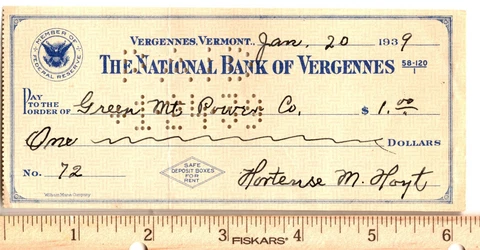 MEMBER OF
FEDERAL RESERVE
VERGENNES, VERMONT. Jan. 20 1939
THE NATIONAL BANK OF VERGENNES 58-120/1
PAY TO THE ORDER OF Green Mt Power Co. $ 1.00
One DOLLARS
NO. 72
SAFE
DEPOSIT BOXES
FOR
RENT
Hortense M. Hoyt
1 2 3 FISKARS® 4 5 6